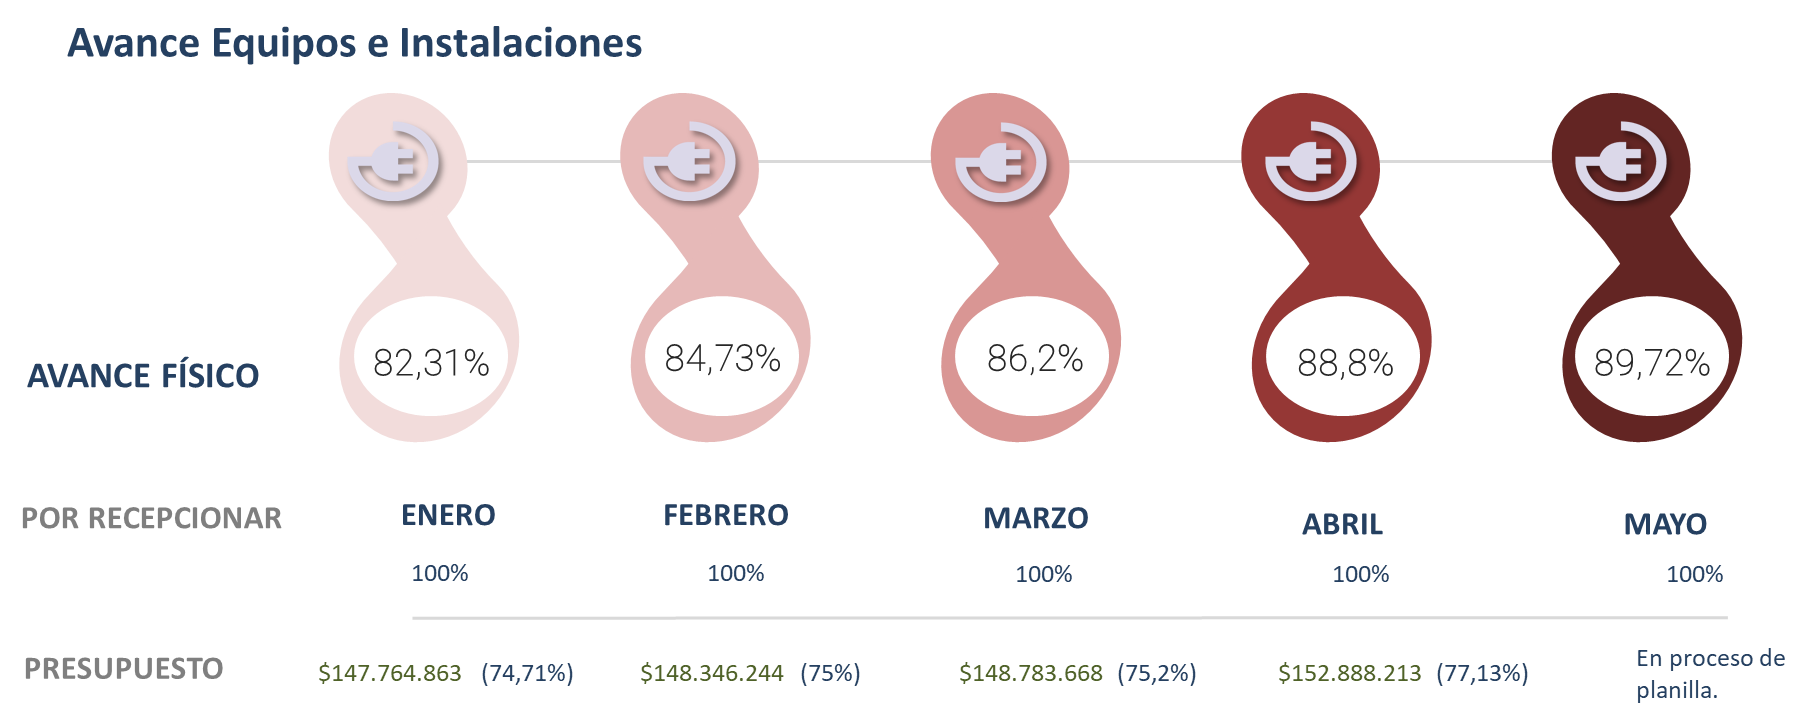 Avance Equipos e Instalaciones
AVANCE FÍSICO
82,31%
84,73%
86,2%
88,8%
89,72%
POR RECEPCIONAR
ENERO
FEBRERO
MARZO
ABRIL
MAYO
100%
100%
100%
100%
100%
PRESUPUESTO
$147.764.863 (74,71%)
$148.346.244 (75%)
$148.783.668 (75,2%)
$152.888.213 (77,13%)
En proceso de
planilla.